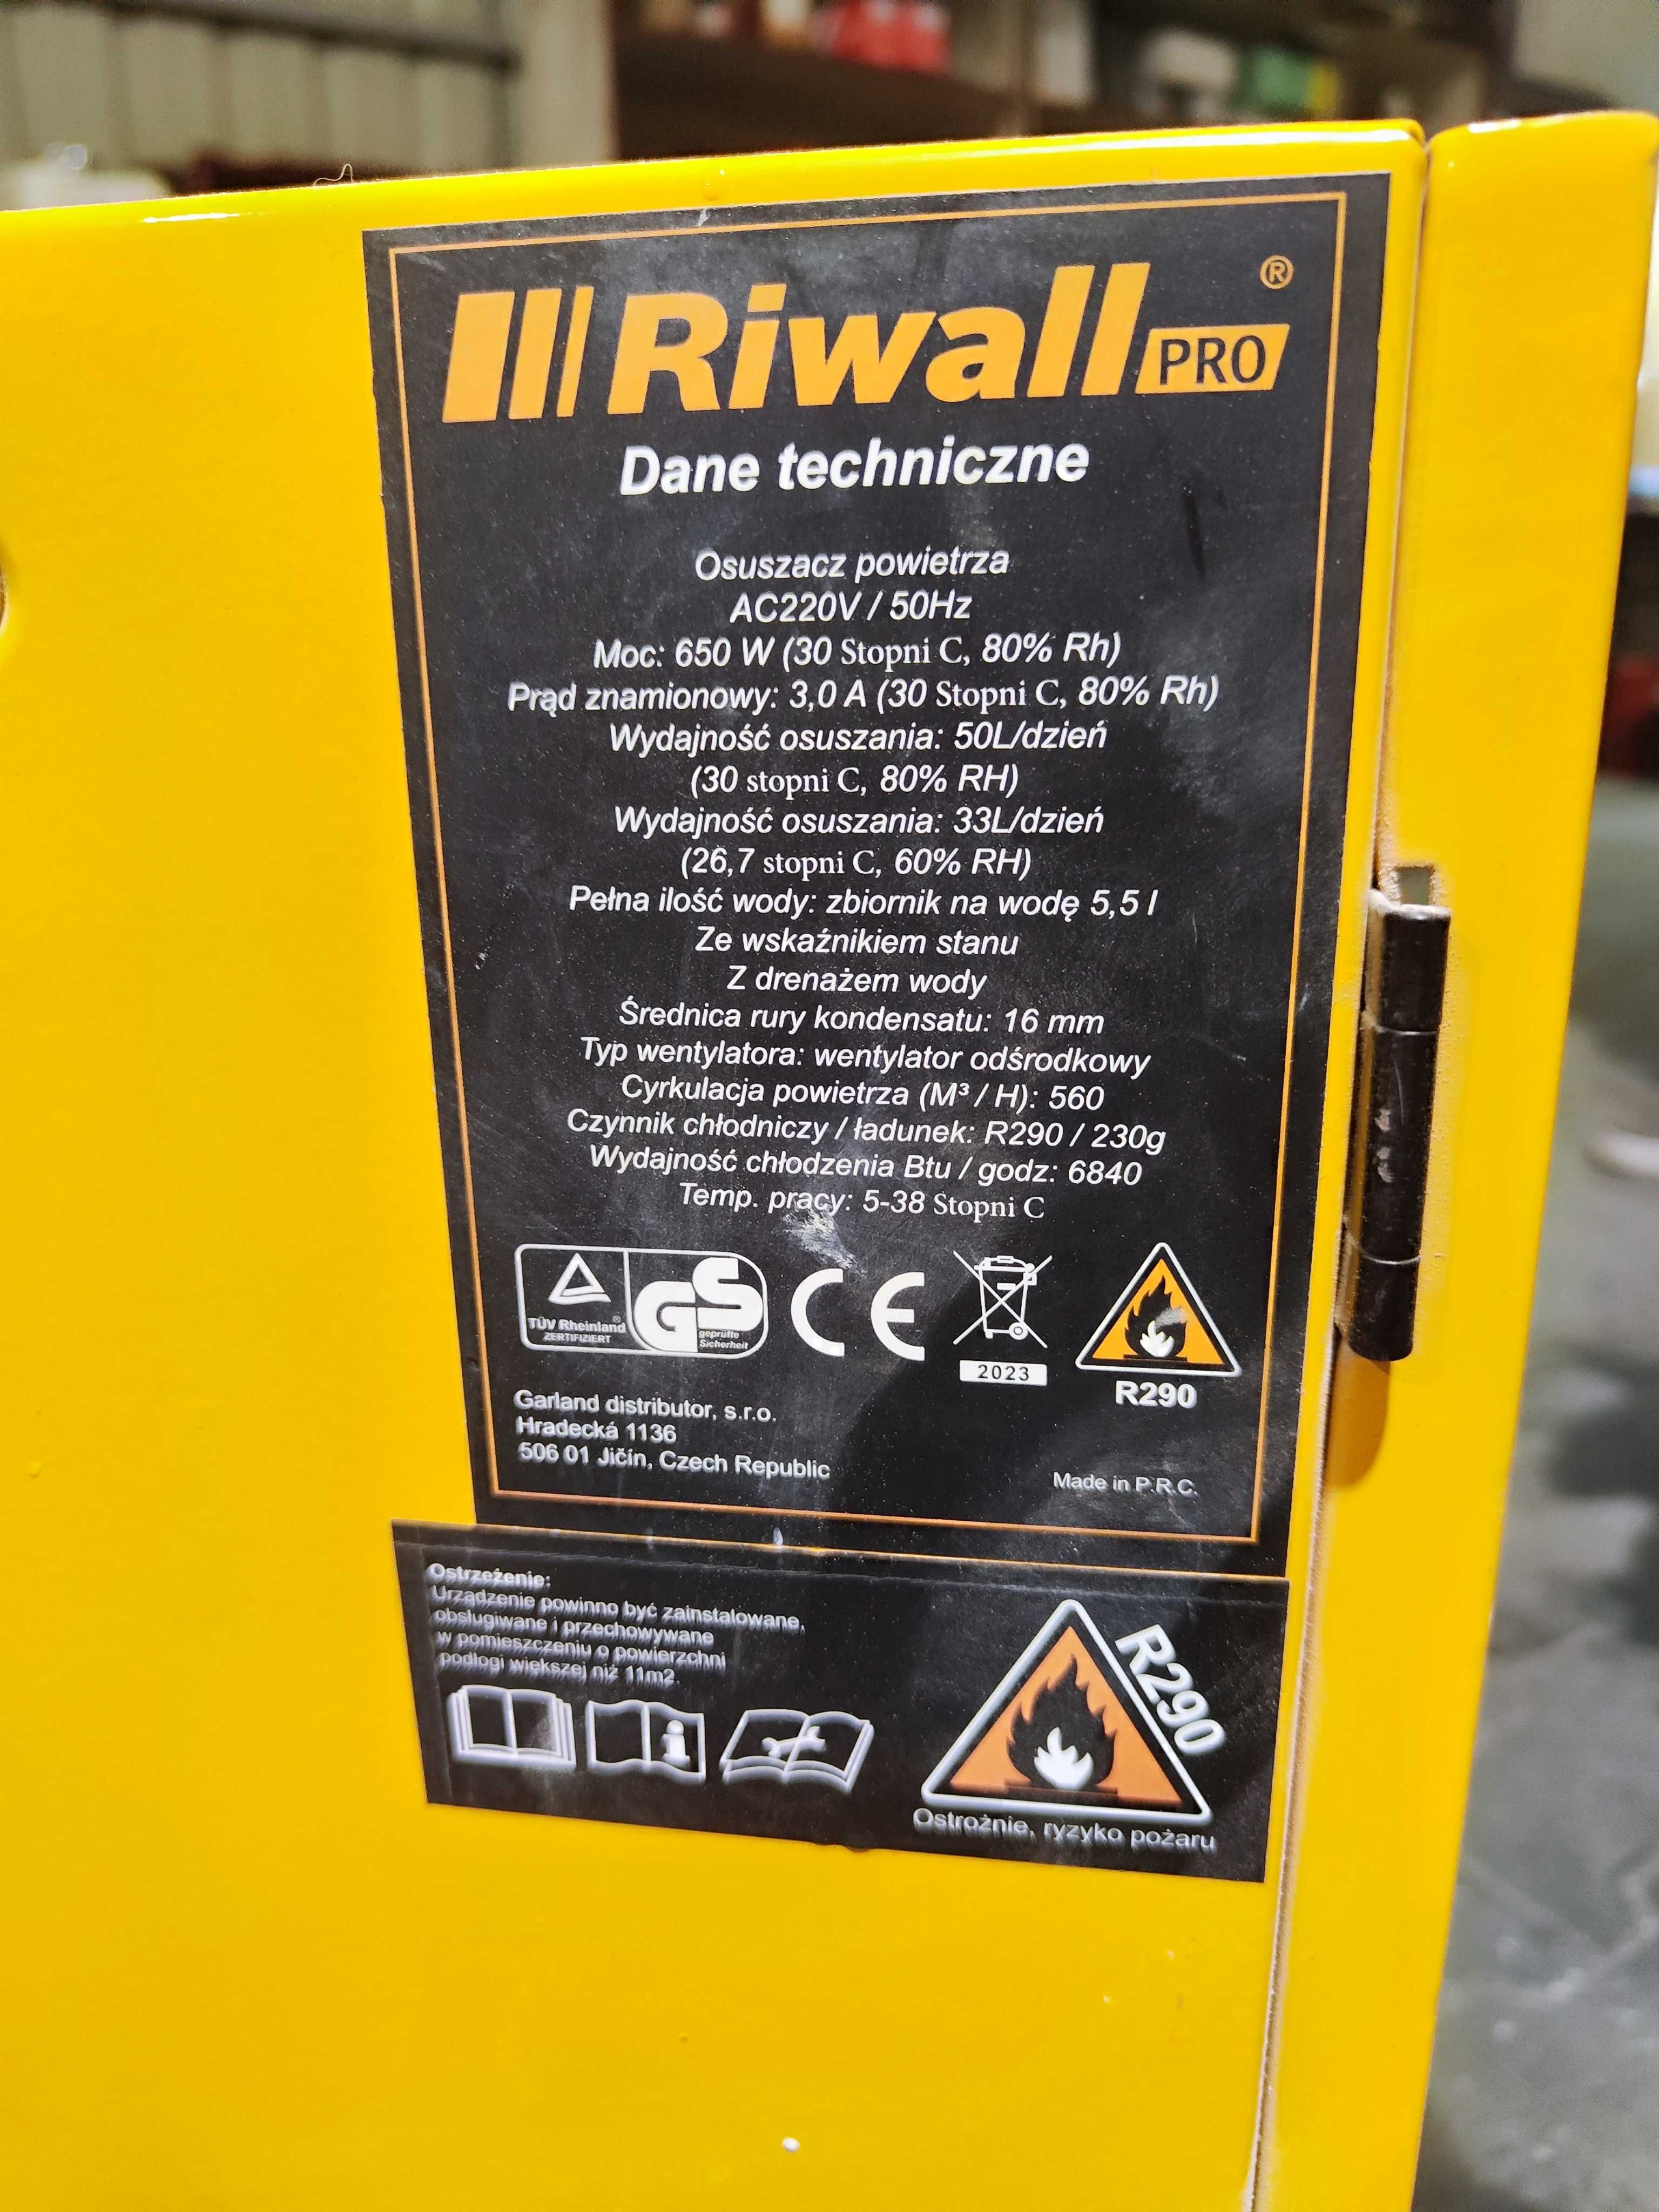 Riwall PRO ®
Dane techniczne
Osuszacz powietrza
AC220V / 50Hz
Moc: 650 W (30 Stopni C, 80% Rh)
Prąd znamionowy: 3,0 A (30 Stopni C, 80% Rh)
Wydajność osuszania: 50L/dzień
(30 stopni C, 80% RH)
Wydajność osuszania: 33L/dzień
(26,7 stopni C, 60% RH)
Pełna ilość wody: zbiornik na wodę 5,5 l
Ze wskaźnikiem stanu
Z drenażem wody
Średnica rury kondensatu: 16 mm
Typ wentylatora: wentylator odśrodkowy
Cyrkulacja powietrza (M³ / H): 560
Czynnik chłodniczy / ładunek: R290 / 230g
Wydajność chłodzenia Btu / godz: 6840
Temp. pracy: 5-38 Stopni C
TÜV Rheinland ®
ZERTIFIZIERT
GS
geprüfte
Sicherheit
CE
2023
R290
Garland distributor, s.r.o.
Hradecká 1136
506 01 Jičín, Czech Republic
Made in P.R.C.
Ostrzeżenie:
Urządzenie powinno być zainstalowane,
obsługiwane i przechowywane
w pomieszczeniu o powierzchni
podłogi większej niż 11m2.
R290
Ostrożnie, ryzyko pożaru